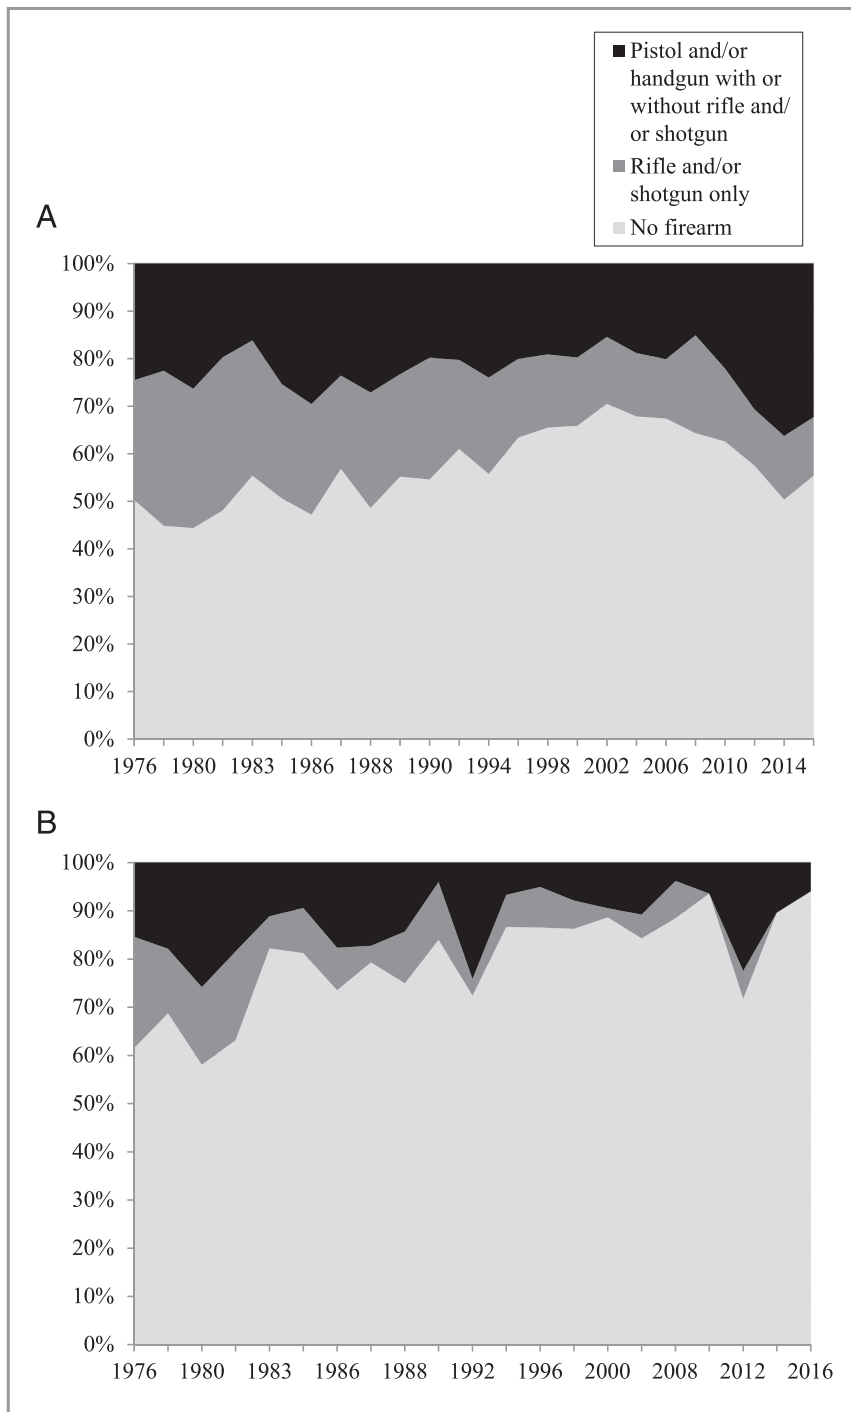 Pistol and/or
handgun with or
without rifle and/
or shotgun
Rifle and/or
shotgun only
No firearm
A
100%
90%
80%
70%
60%
50%
40%
30%
20%
10%
0%
1976 1980 1983 1986 1988 1990 1994 1998 2002 2006 2010 2014
B
100%
90%
80%
70%
60%
50%
40%
30%
20%
10%
0%
1976 1980 1983 1986 1988 1992 1996 2000 2008 2012 2016